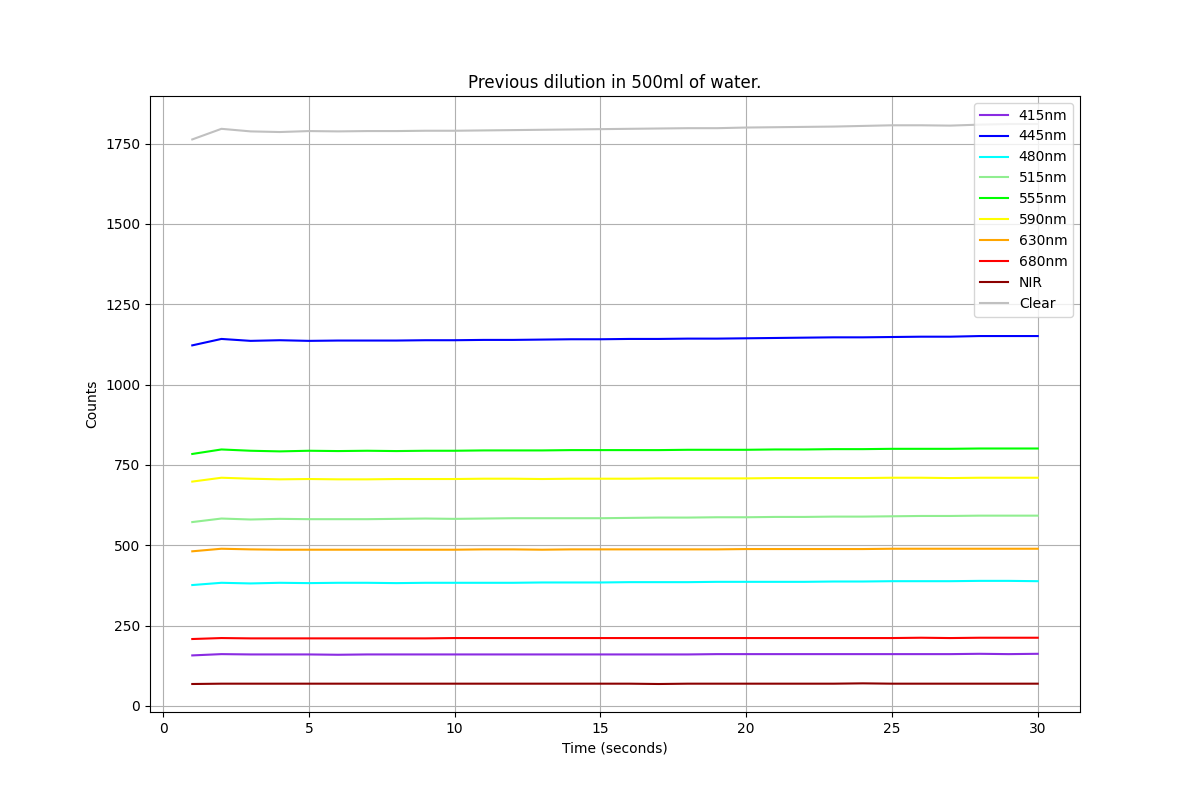 Previous dilution in 500ml of water.
415nm
445nm
480nm
515nm
555nm
590nm
630nm
680nm
NIR
Clear
1750
1500
1250
1000
750
500
250
0
Counts
0 5 10 15 20 25 30
Time (seconds)